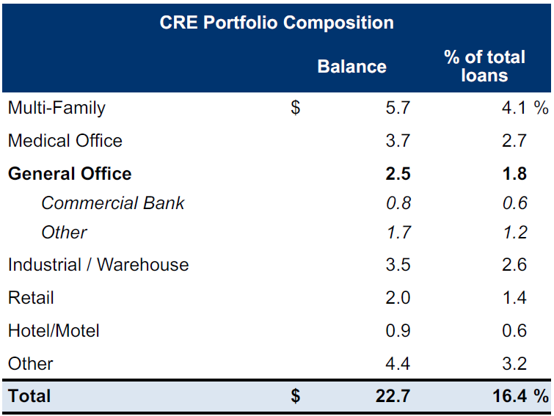 CRE Portfolio Composition
Balance % of total loans
Multi-Family $ 5.7 4.1 %
Medical Office 3.7 2.7
General Office 2.5 1.8
Commercial Bank 0.8 0.6
Other 1.7 1.2
Industrial / Warehouse 3.5 2.6
Retail 2.0 1.4
Hotel/Motel 0.9 0.6
Other 4.4 3.2
Total $ 22.7 16.4 %